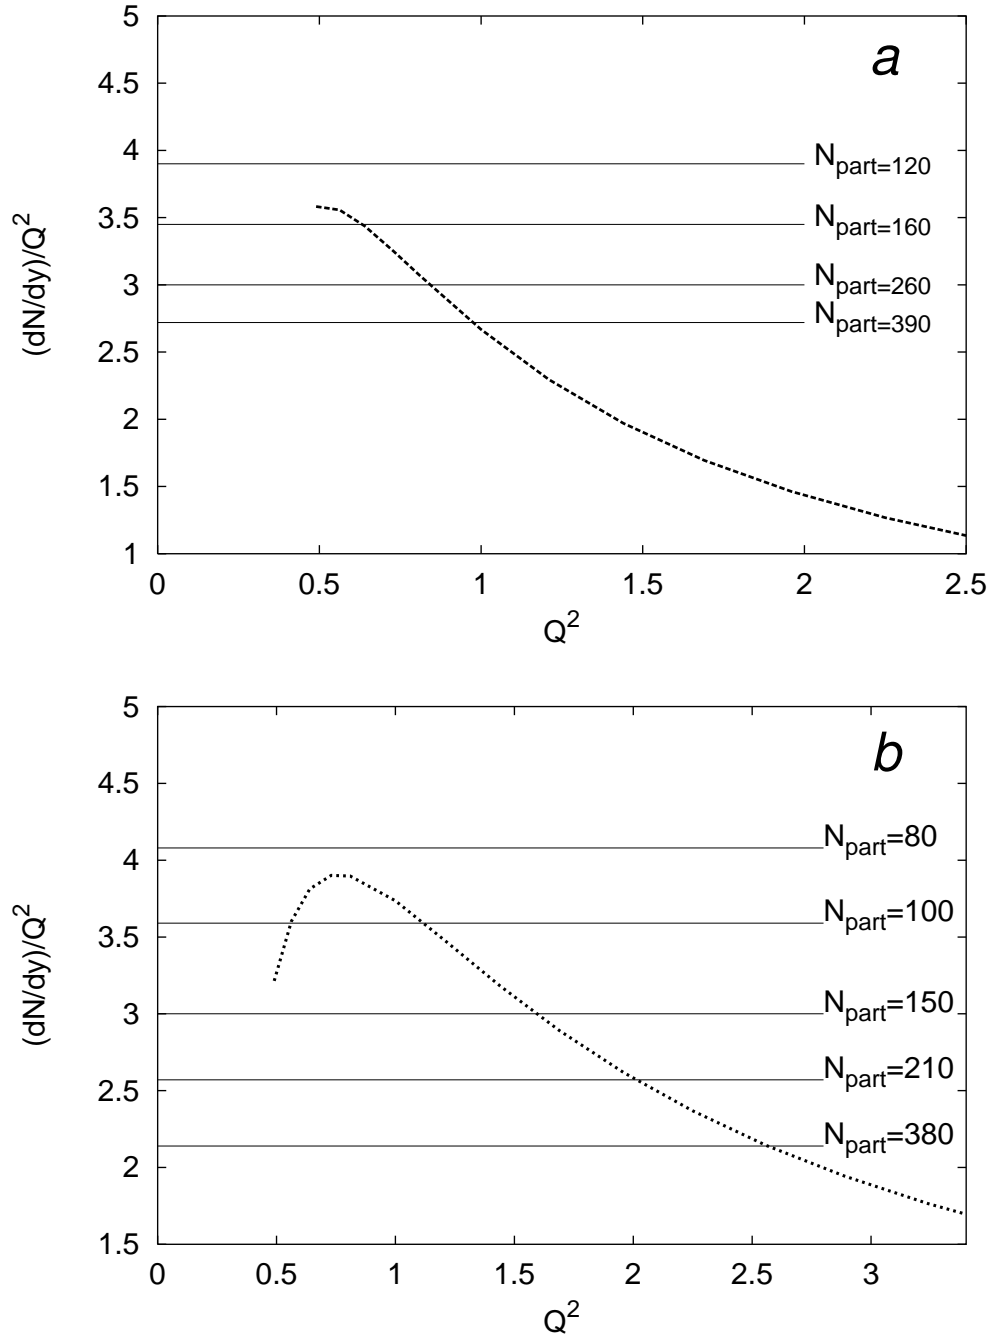 5
a
4.5
4
N_part=120
3.5
N_part=160
(dN/dy)/Q^2
3
N_part=260
N_part=390
2.5
2
1.5
1
0 0.5 1 1.5 2 2.5
Q^2
5
b
4.5
N_part=80
4
N_part=100
3.5
(dN/dy)/Q^2
3
N_part=150
2.5
N_part=210
N_part=380
2
1.5
0 0.5 1 1.5 2 2.5 3
Q^2